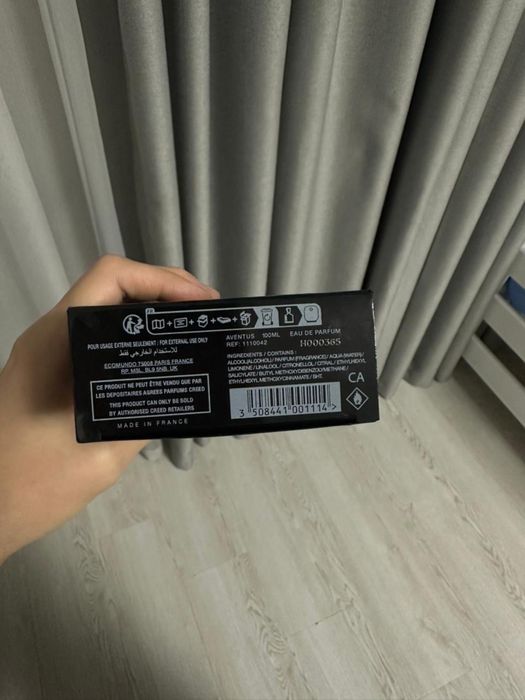 FR
AVENTUS 100ML EAU DE PARFUM
REF: 1110042 H000365
POUR USAGE EXTERNE SEULEMENT / FOR EXTERNAL USE ONLY
للاستخدام الخارجي فقط
ECOMUNDO 75008 PARIS FRANCE
RP, MSL, BL9 5NB, UK
CE PRODUIT NE PEUT ÊTRE VENDU QUE PAR
LES DEPOSITAIRES AGREES PARFUMS CREED
THIS PRODUCT CAN ONLY BE SOLD
BY AUTHORISED CREED RETAILERS
MADE IN FRANCE
INGREDIENTS / CONTAINS :
ALCOOL(ALCOHOL)/ PARFUM (FRAGRANCE)/ AQUA (WATER)/
LIMONENE/ LINALOOL/ CITRONELLOL/ CITRAL/ ETHYLHEXYL
SALICYLATE/ BUTYL METHOXYDIBENZOYLMETHANE/
ETHYLHEXYL METHOXYCINNAMATE/ BHT.
CA
3 508441 001114 >